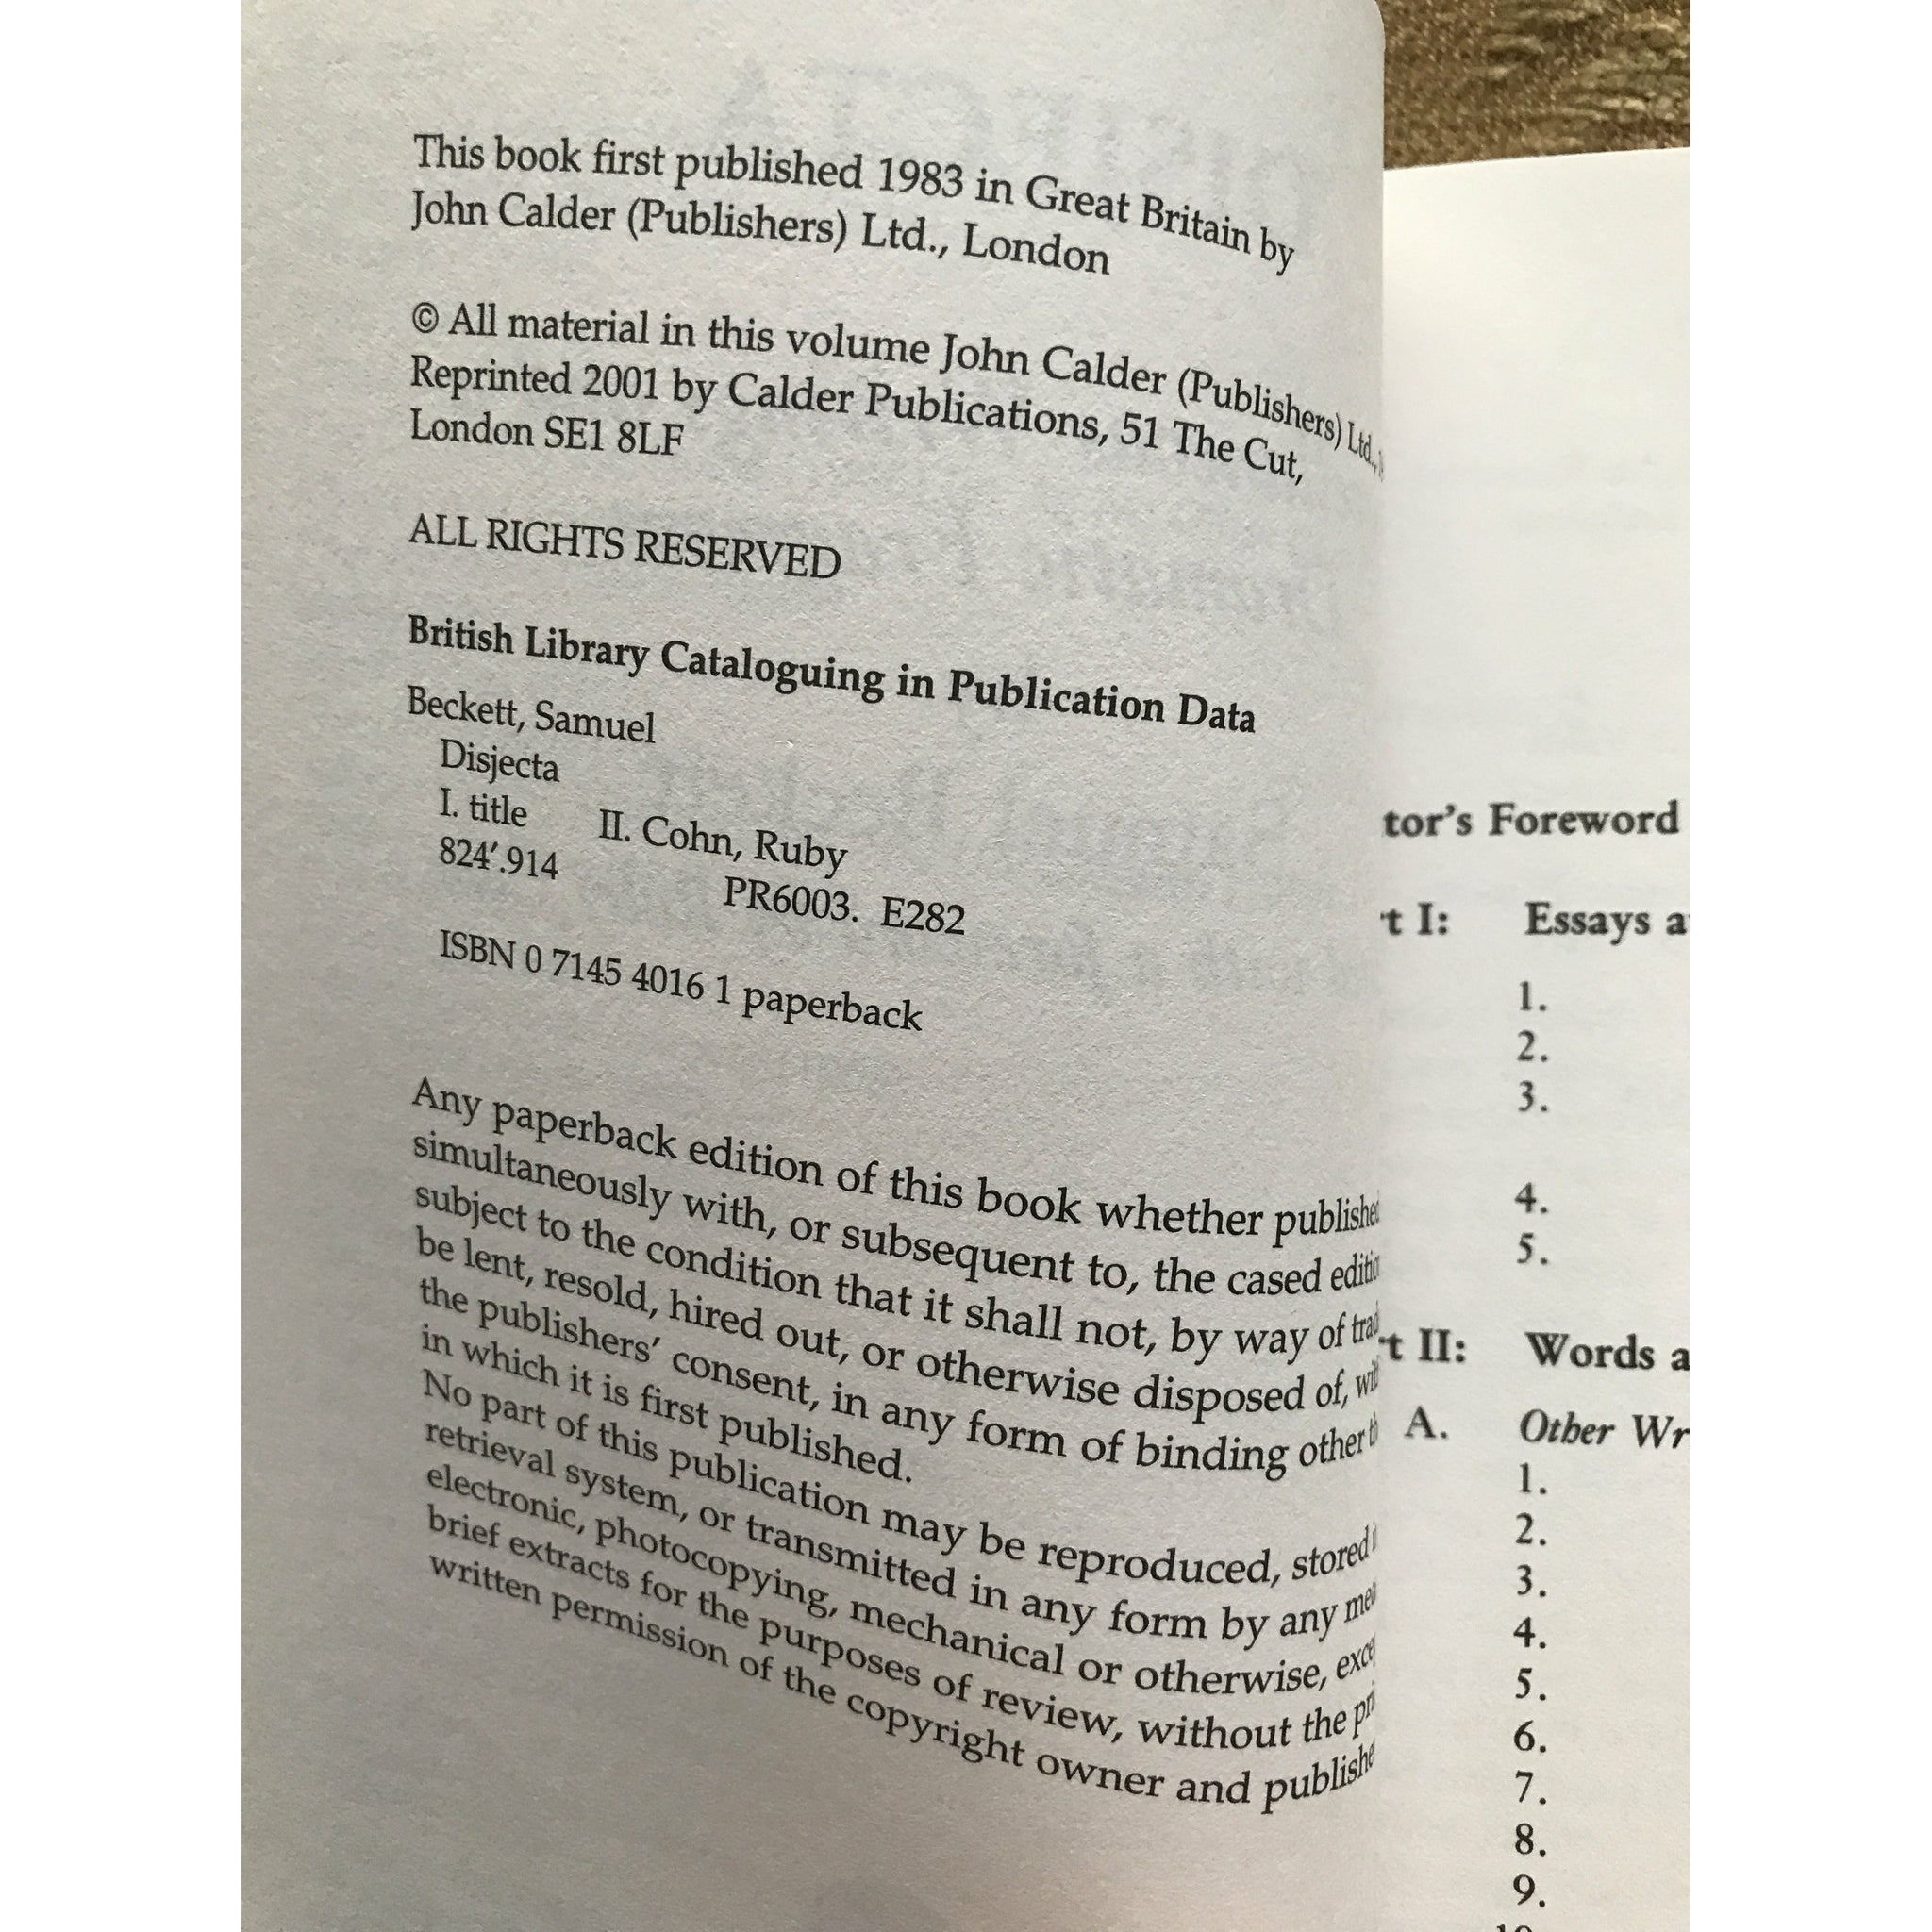 This book first published 1983 in Great Britain by
John Calder (Publishers) Ltd., London
© All material in this volume John Calder (Publishers) Ltd.,
Reprinted 2001 by Calder Publications, 51 The Cut,
London SE1 8LF
ALL RIGHTS RESERVED
British Library Cataloguing in Publication Data
Beckett, Samuel
Disjecta
I. title II. Cohn, Ruby
824′.914 PR6003. E282
ISBN 0 7145 4016 1 paperback
Any paperback edition of this book whether
simultaneously with, or subsequent to, the cased
subject to the condition that it shall not, by way of
be lent, resold, hired out, or otherwise disposed of,
the publishers’ consent, in any form of binding other
in which it is first published.
No part of this publication may be reproduced, stored
retrieval system, or transmitted in any form by any
electronic, photocopying, mechanical or otherwise,
brief extracts for the purposes of review, without the
written permission of the copyright owner and
tor’s Foreword
t I: Essays
1.
2.
3.
4.
5.
t II: Words
A. Other Wr
1.
2.
3.
4.
5.
6.
7.
8.
9.